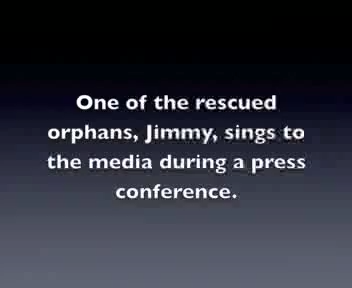 One of the rescued
orphans, Jimmy, sings to
the media during a press
conference.